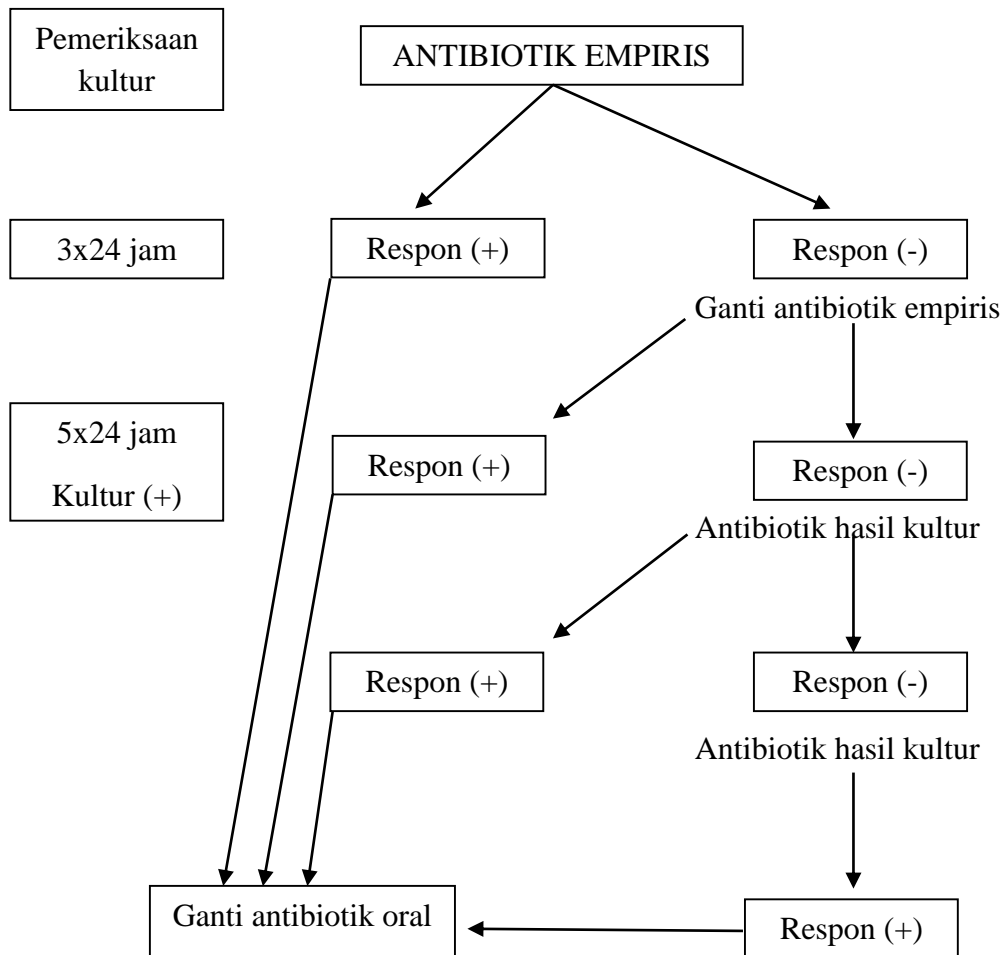 Pemeriksaan
kultur
ANTIBIOTIK EMPIRIS
3x24 jam
Respon (+)
Respon (-)
Ganti antibiotik empiris
5x24 jam
Kultur (+)
Respon (+)
Respon (-)
Antibiotik hasil kultur
Respon (+)
Respon (-)
Antibiotik hasil kultur
Ganti antibiotik oral
Respon (+)